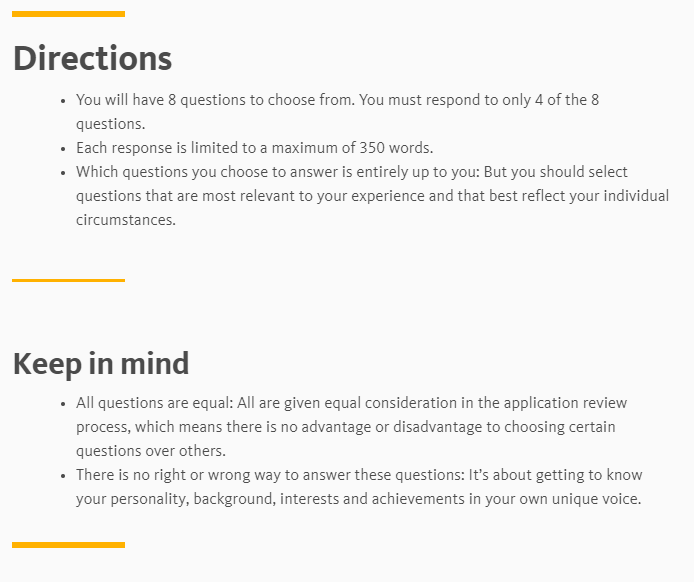 Directions
• You will have 8 questions to choose from. You must respond to only 4 of the 8
questions.
• Each response is limited to a maximum of 350 words.
• Which questions you choose to answer is entirely up to you: But you should select
questions that are most relevant to your experience and that best reflect your individual
circumstances.
Keep in mind
• All questions are equal: All are given equal consideration in the application review
process, which means there is no advantage or disadvantage to choosing certain
questions over others.
• There is no right or wrong way to answer these questions: It’s about getting to know
your personality, background, interests and achievements in your own unique voice.